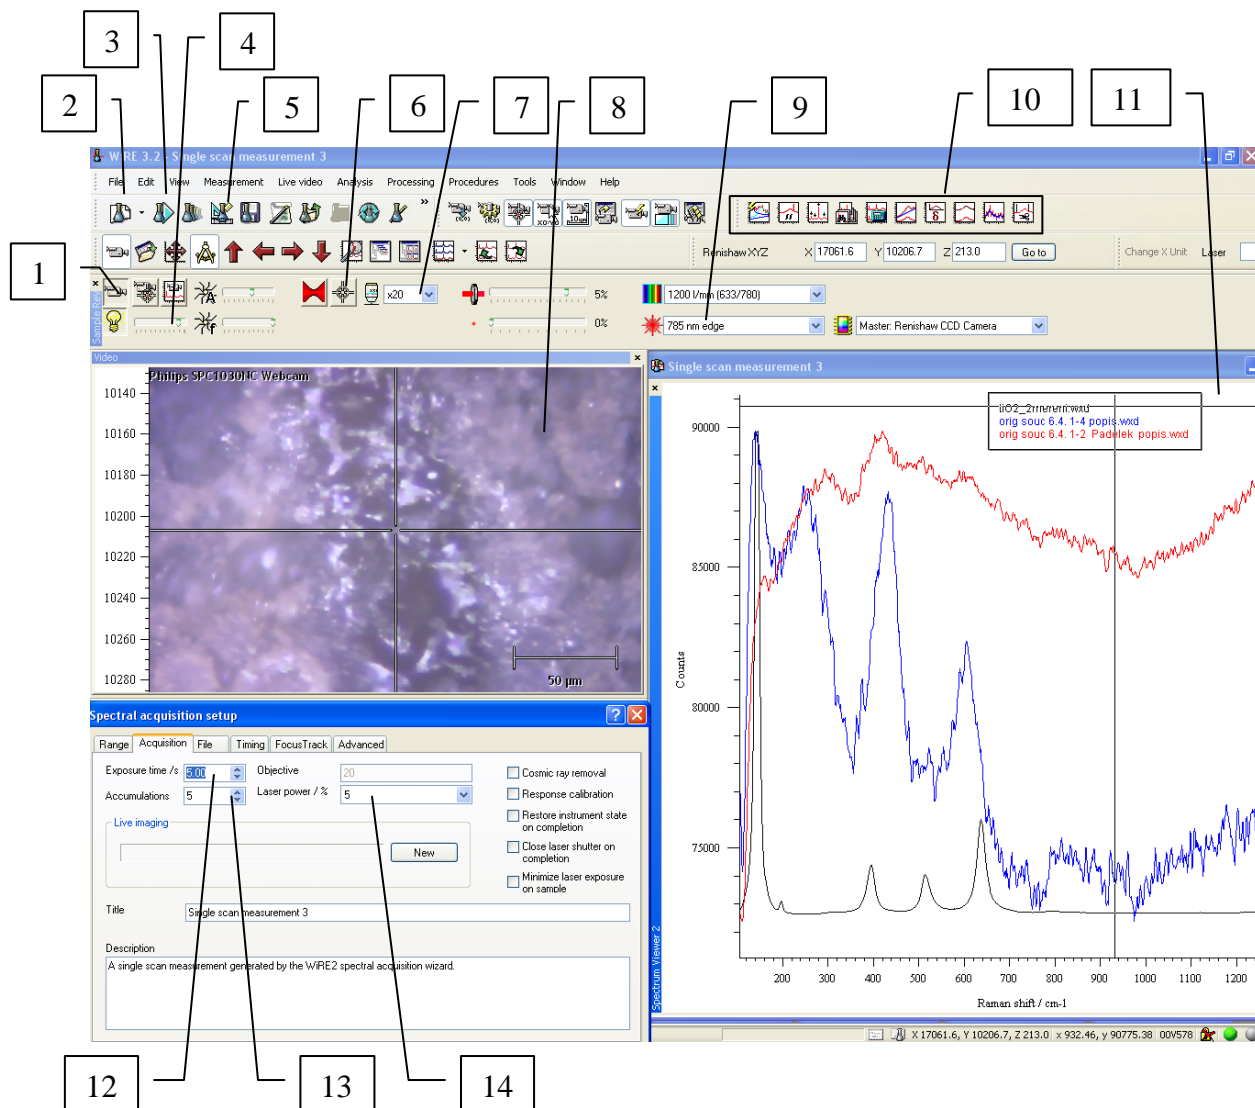 3
4
2
5
6
7
8
9
10
11
WiRE 3.2 - Single scan measurement 3
File Edit View Measurement Live video Analysis Processing Procedures Tools Window Help
»
1
Renishaw XYZ X 17061.6 Y 10206.7 Z 213.0 Go to
Change X Unit Laser
x20
5%
1200 l/mm (633/780)
0%
785 nm edge
Master: Renishaw CCD Camera
Video
Philips SPC1030NC Webcam
10140
10160
10180
10200
10220
10240
10260
10280
50 µm
Single scan measurement 3
orig souc 6.4. 1-4 popis.wxd
orig souc 6.4. 1-2 Padelek popis.wxd
90000
85000
80000
75000
Counts
200 300 400 500 600 700 800 900 1000 1100 1200
Raman shift / cm-1
Spectrum Viewer 2
Spectral acquisition setup
Range Acquisition File Timing FocusTrack Advanced
Exposure time /s 5.00 Objective 20
Accumulations 5 Laser power / % 5
Cosmic ray removal
Response calibration
Restore instrument state
on completion
Close laser shutter on
completion
Minimize laser exposure
on sample
Live imaging
New
Title Single scan measurement 3
Description
A single scan measurement generated by the WiRE2 spectral acquisition wizard.
X 17061.6, Y 10206.7, Z 213.0 x 932.46, y 90775.38 00V578
12
13
14